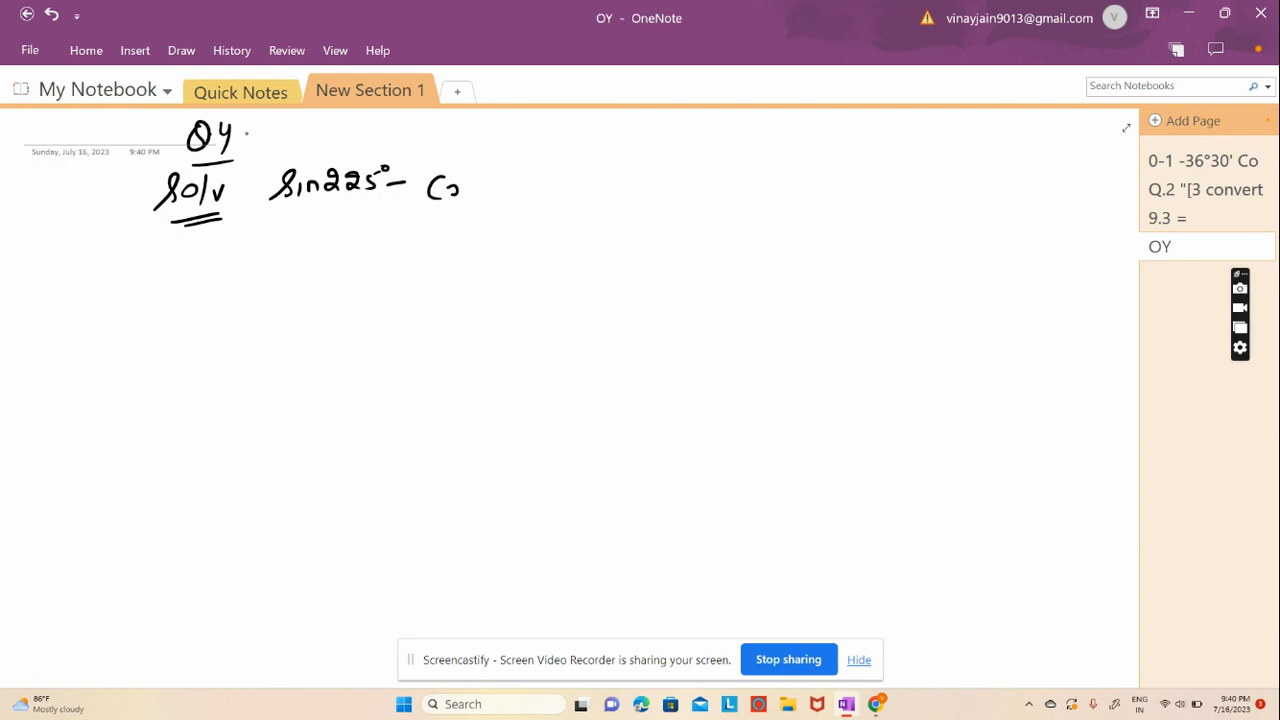 OY - OneNote
vinayjain9013@gmail.com
V
File Home Insert Draw History Review View Help
My Notebook
Quick Notes
New Section 1
+
Search Notebooks
Q4
Sunday, July 16, 2023 9:40 PM
Solv Sin225° - Co
Add Page
0-1 -36°30' Co
Q.2 "[3 convert
9.3 =
OY
Screencastify - Screen Video Recorder is sharing your screen.
Stop sharing
Hide
86°F
Mostly cloudy
Search
ENG
IN
9:40 PM
7/16/2023